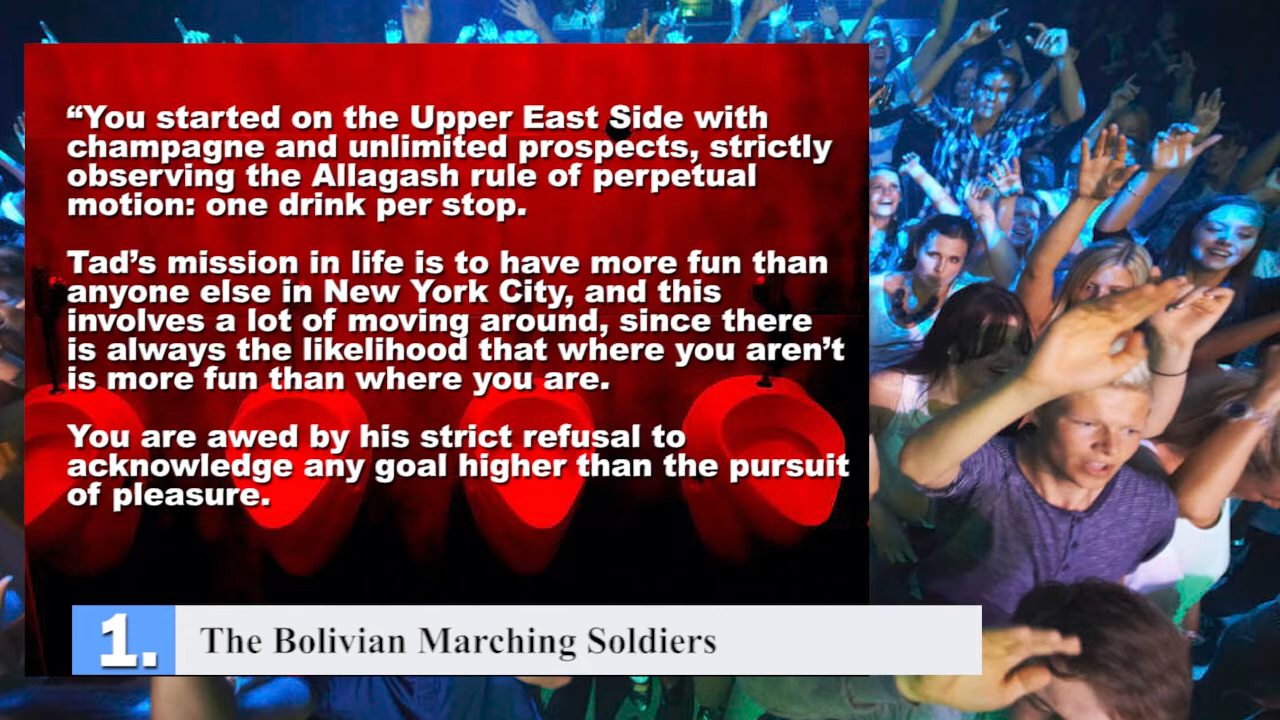 “You started on the Upper East Side with
champagne and unlimited prospects, strictly
observing the Allagash rule of perpetual
motion: one drink per stop.
Tad’s mission in life is to have more fun than
anyone else in New York City, and this
involves a lot of moving around, since there
is always the likelihood that where you aren’t
is more fun than where you are.
You are awed by his strict refusal to
acknowledge any goal higher than the pursuit
of pleasure.
1. The Bolivian Marching Soldiers